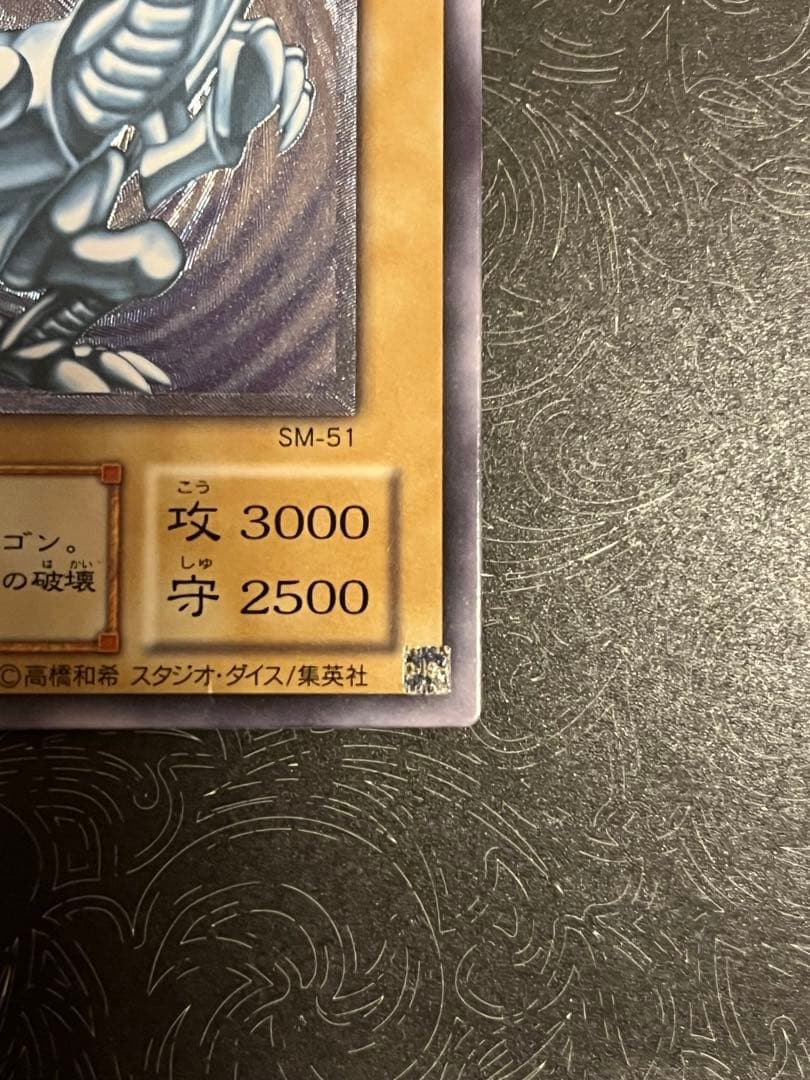 SM-51
ゴン。
の破壊
はかい
こう
攻 3000
しゅ
守 2500
©高橋和希 スタジオ・ダイス/集英社